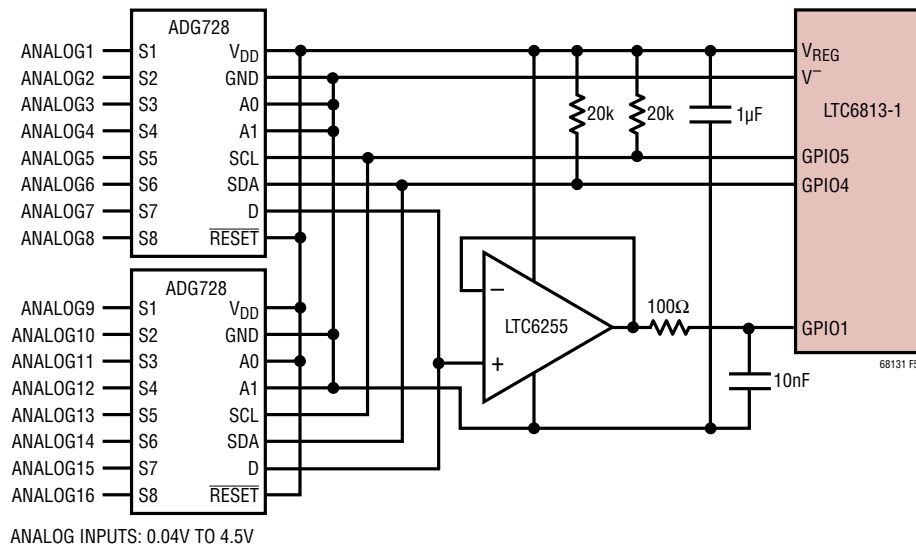 ADG728
ANALOG1 S1 VDD
ANALOG2 S2 GND
ANALOG3 S3 A0
ANALOG4 S4 A1
ANALOG5 S5 SCL
ANALOG6 S6 SDA
ANALOG7 S7 D
ANALOG8 S8 RESET
ADG728
ANALOG9 S1 VDD
ANALOG10 S2 GND
ANALOG11 S3 A0
ANALOG12 S4 A1
ANALOG13 S5 SCL
ANALOG14 S6 SDA
ANALOG15 S7 D
ANALOG16 S8 RESET
20k
20k
1µF
VREG
V–
LTC6813-1
GPIO5
GPIO4
–
LTC6255
+
100Ω
GPIO1
10nF
68131 F5
ANALOG INPUTS: 0.04V TO 4.5V